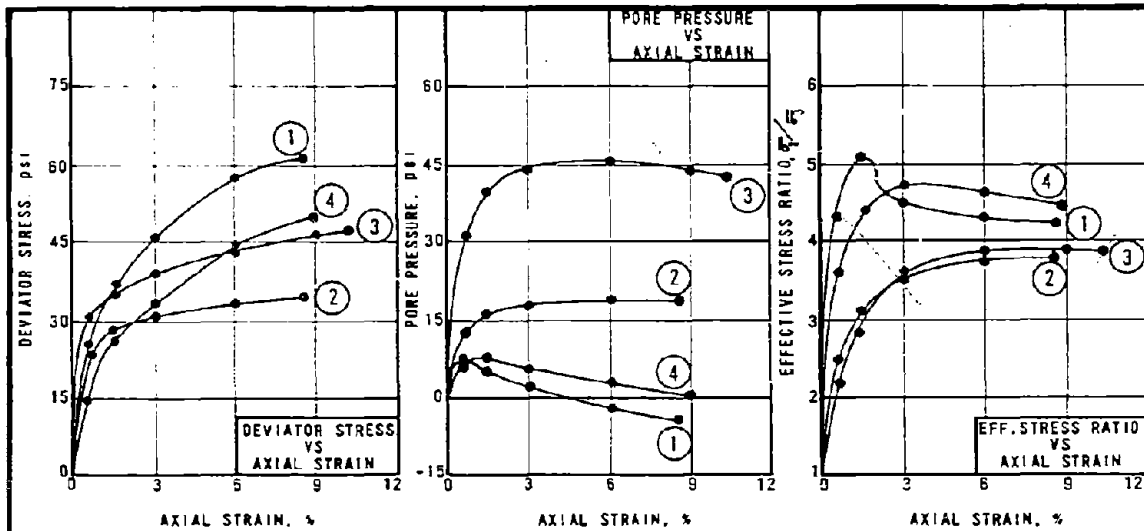 DEVIATOR STRESS, psi
75
60
45
30
15
0
0 3 6 9 12
AXIAL STRAIN, %
1
4
3
2
DEVIATOR STRESS
VS
AXIAL STRAIN
PORE PRESSURE
VS
AXIAL STRAIN
PORE PRESSURE, psi
60
45
30
15
0
-15
0 3 6 9 12
AXIAL STRAIN, %
3
2
4
1
EFFECTIVE STRESS RATIO,
6
5
4
3
2
1
0 3 6 9 12
AXIAL STRAIN, %
4
1
3
2
EFF.STRESS RATIO
VS
AXIAL STRAIN